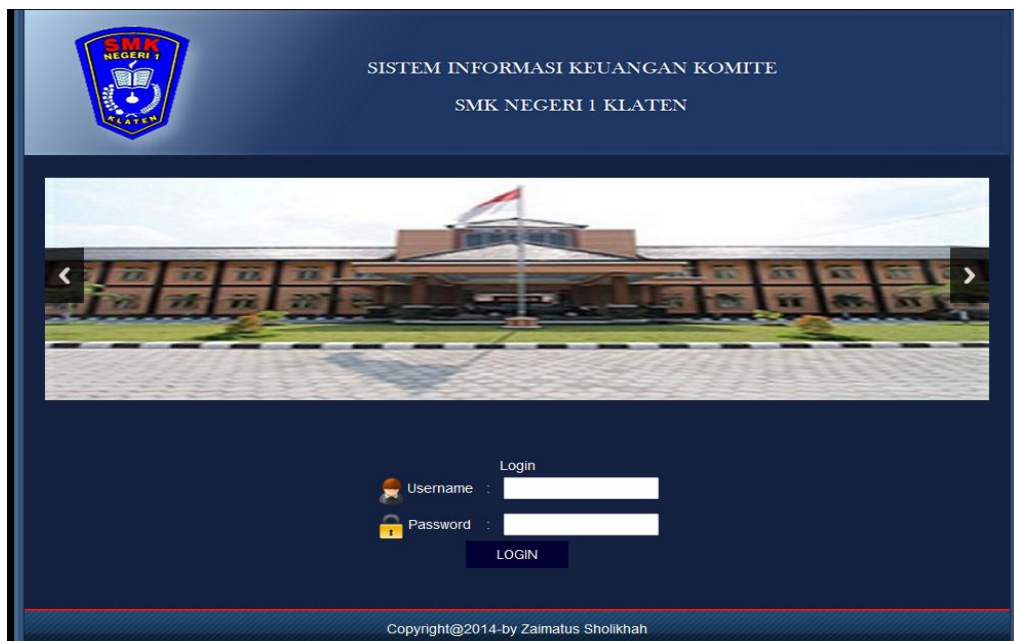 SMK
NEGERI 1
KLATEN
SISTEM INFORMASI KEUANGAN KOMITE
SMK NEGERI 1 KLATEN
Login
Username :
Password :
LOGIN
Copyright@2014-by Zaimatus Sholikhah